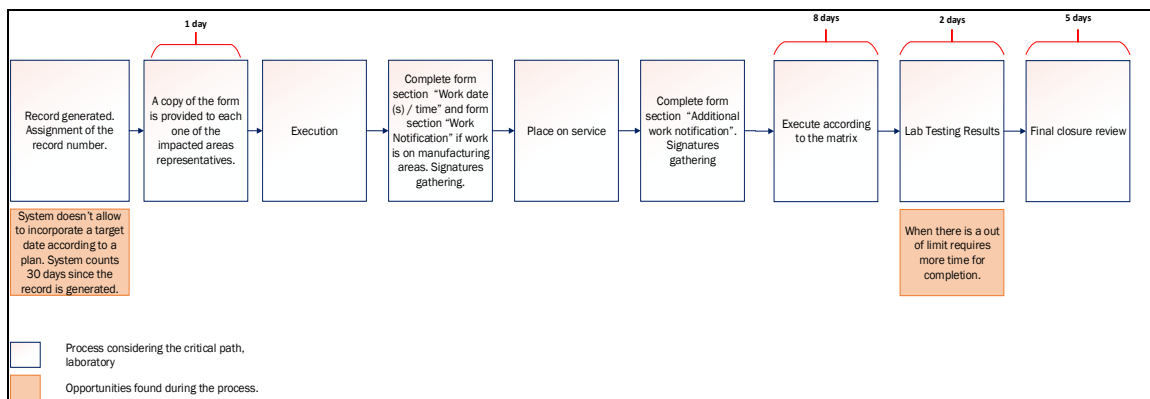 1 day
8 days
2 days
5 days
Record generated.
Assignment of the
record number.
A copy of the form
is provided to each
one of the
impacted areas
representatives.
Execution
Complete form
section “Work date
(s) / time” and form
section “Work
Notification” if work
is on manufacturing
areas. Signatures
gathering.
Place on service
Complete form
section “Additional
work notification”.
Signatures
gathering
Execute according
to the matrix
Lab Testing Results
Final closure review
System doesn’t allow
to incorporate a target
date according to a
plan. System counts
30 days since the
record is generated.
When there is a out
of limit requires
more time for
completion.
Process considering the critical path,
laboratory
Opportunities found during the process.